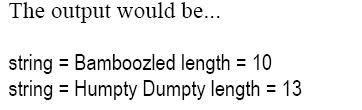 The output would be...
string = Bamboozled length = 10
string = Humpty Dumpty length = 13